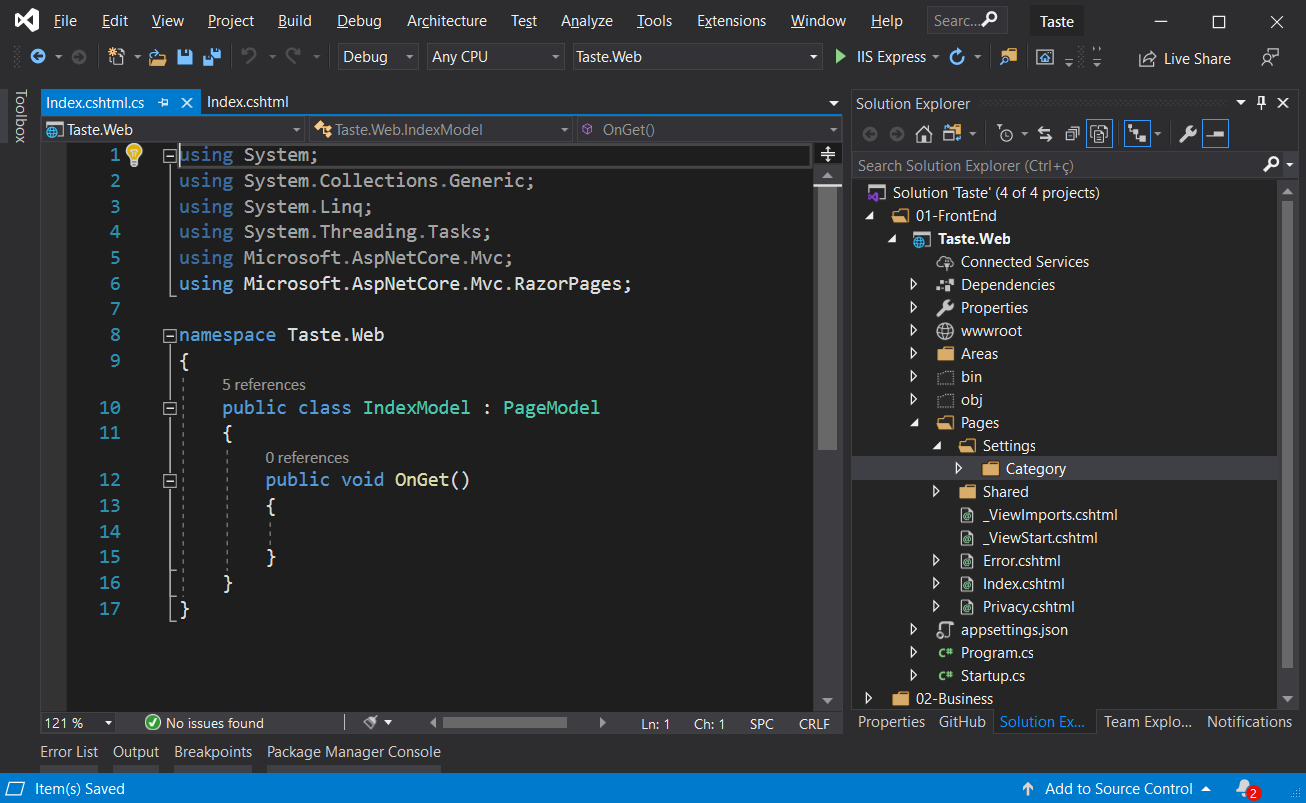 File Edit View Project Build Debug Architecture Test Analyze Tools Extensions Window Help Searc... Taste
Debug Any CPU Taste.Web IIS Express Live Share
Toolbox
Index.cshtml.cs Index.cshtml
Taste.Web Taste.Web.IndexModel OnGet()
1 using System;
2 using System.Collections.Generic;
3 using System.Linq;
4 using System.Threading.Tasks;
5 using Microsoft.AspNetCore.Mvc;
6 using Microsoft.AspNetCore.Mvc.RazorPages;
7
8 namespace Taste.Web
9 {
5 references
10 public class IndexModel : PageModel
11 {
0 references
12 public void OnGet()
13 {
14
15 }
16 }
17 }
121 % No issues found Ln: 1 Ch: 1 SPC CRLF
Solution Explorer
Search Solution Explorer (Ctrl+ç)
Solution 'Taste' (4 of 4 projects)
01-FrontEnd
Taste.Web
Connected Services
Dependencies
Properties
wwwroot
Areas
bin
obj
Pages
Settings
Category
Shared
_ViewImports.cshtml
_ViewStart.cshtml
Error.cshtml
Index.cshtml
Privacy.cshtml
appsettings.json
C# Program.cs
C# Startup.cs
02-Business
Properties GitHub Solution Ex... Team Explo... Notifications
Error List Output Breakpoints Package Manager Console
Item(s) Saved Add to Source Control 2